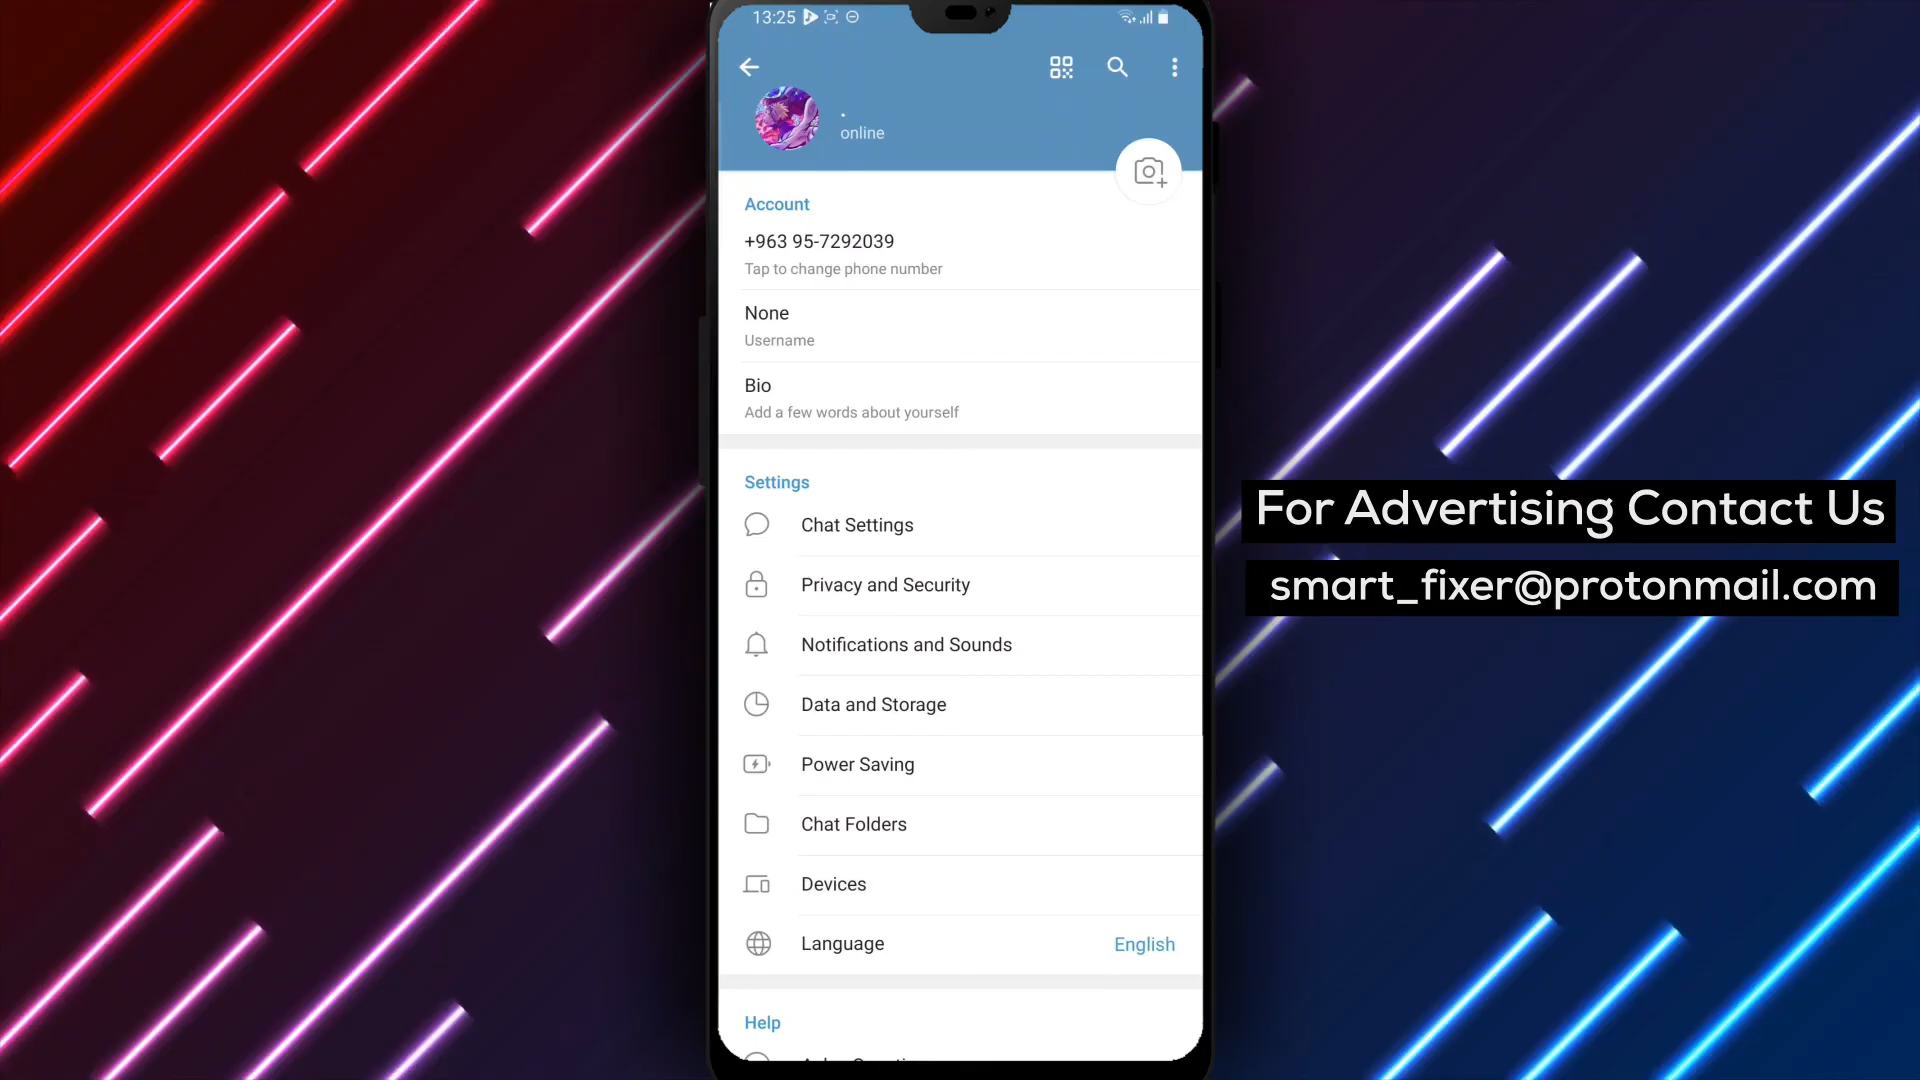 13:25
.
online
Account
+963 95-7292039
Tap to change phone number
None
Username
Bio
Add a few words about yourself
Settings
Chat Settings
Privacy and Security
Notifications and Sounds
Data and Storage
Power Saving
Chat Folders
Devices
Language English
Help
For Advertising Contact Us
smart_fixer@protonmail.com